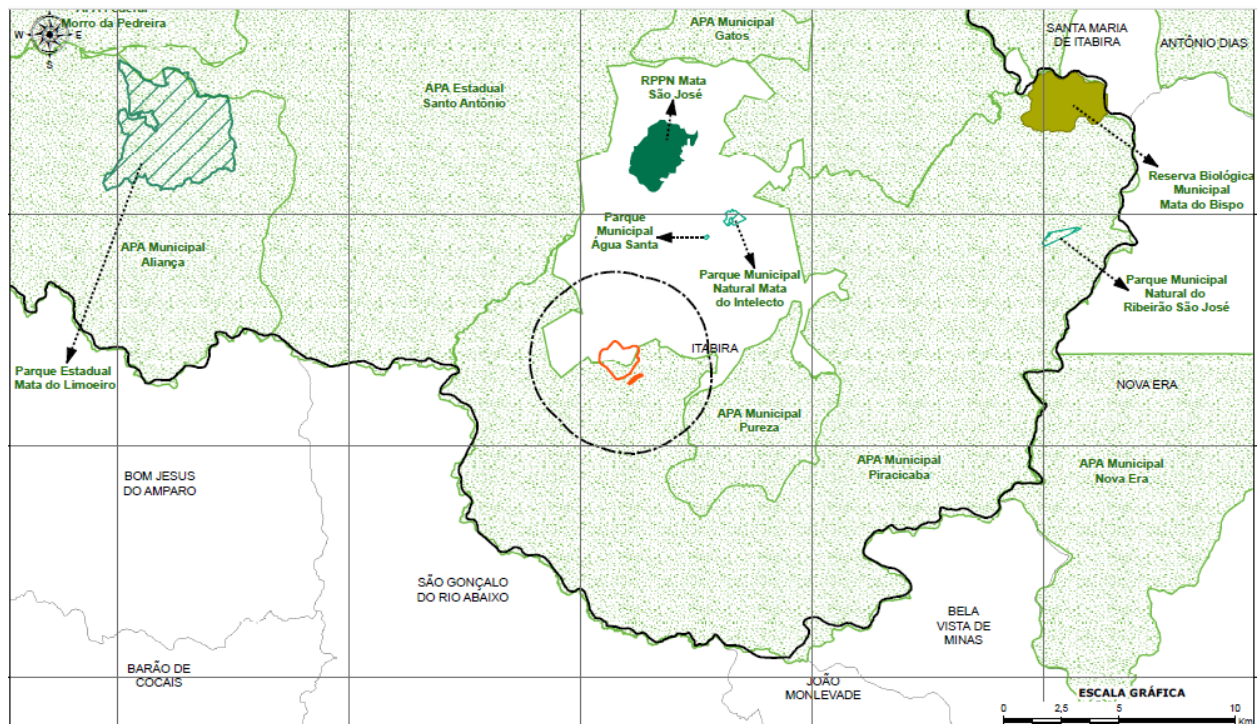 APA Federal
Morro da Pedreira
W
E
S
APA Municipal
Gatos
SANTA MARIA
DE ITABIRA
ANTÔNIO DIAS
RPPN Mata
São José
APA Estadual
Santo Antônio
Reserva Biológica
Municipal
Mata do Bispo
APA Municipal
Aliança
Parque
Municipal
Água Santa
Parque Municipal
Natural Mata
do Intelecto
Parque Municipal
Natural do
Ribeirão São José
ITABIRA
Parque Estadual
Mata do Limoeiro
NOVA ERA
APA Municipal
Pureza
APA Municipal
Piracicaba
APA Municipal
Nova Era
BOM JESUS
DO AMPARO
SÃO GONÇALO
DO RIO ABAIXO
BELA
VISTA DE
MINAS
BARÃO DE
COCAIS
JOÃO
MONLEVADE
ESCALA GRÁFICA
0 2,5 5 10
Km